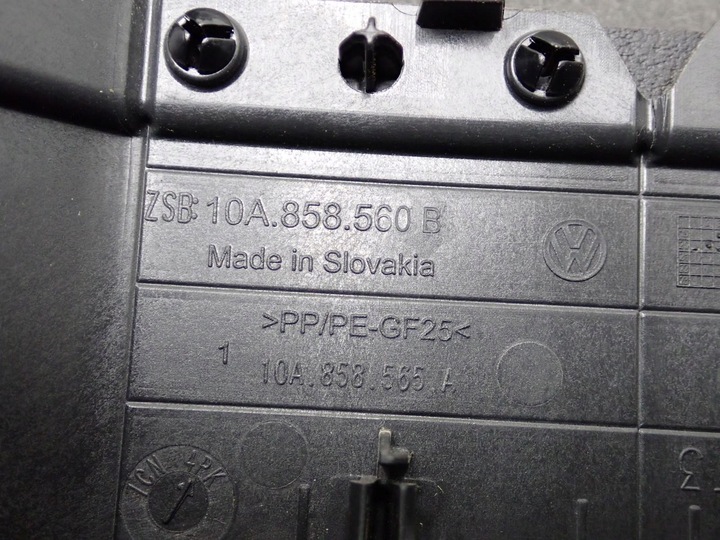 ZSB: 10A.858.560 B
Made in Slovakia
>PP/PE-GF25<
1
10A.858.565 A